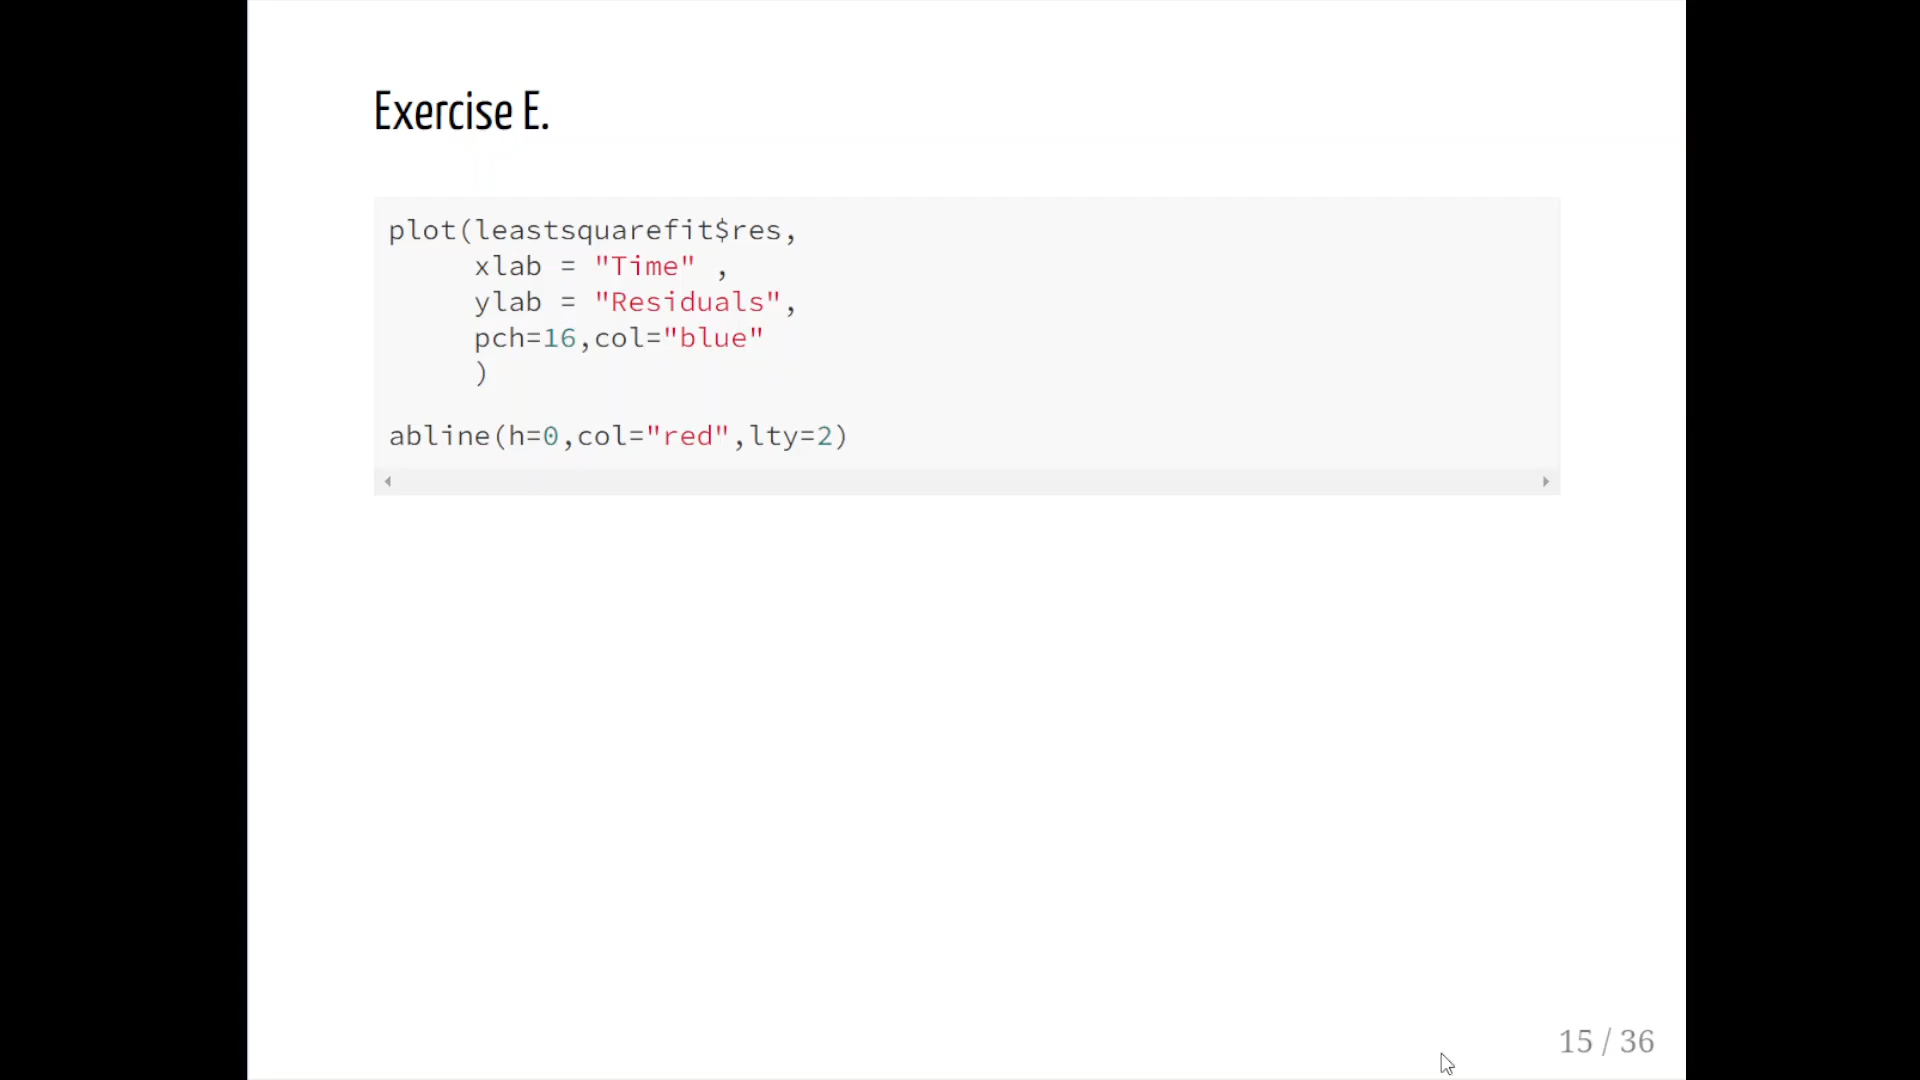 Exercise E.
plot(leastsquarefit$res,
     xlab = "Time" ,
     ylab = "Residuals",
     pch=16,col="blue"
     )
abline(h=0,col="red",lty=2)
15 / 36